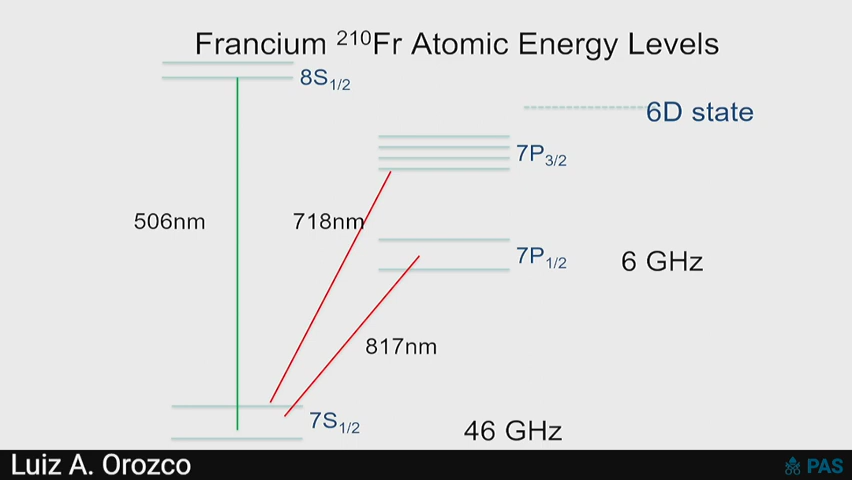 Francium ²¹⁰Fr Atomic Energy Levels
8S₁/₂
6D state
7P₃/₂
506nm
718nm
7P₁/₂
6 GHz
817nm
7S₁/₂
46 GHz
Luiz A. Orozco
PAS